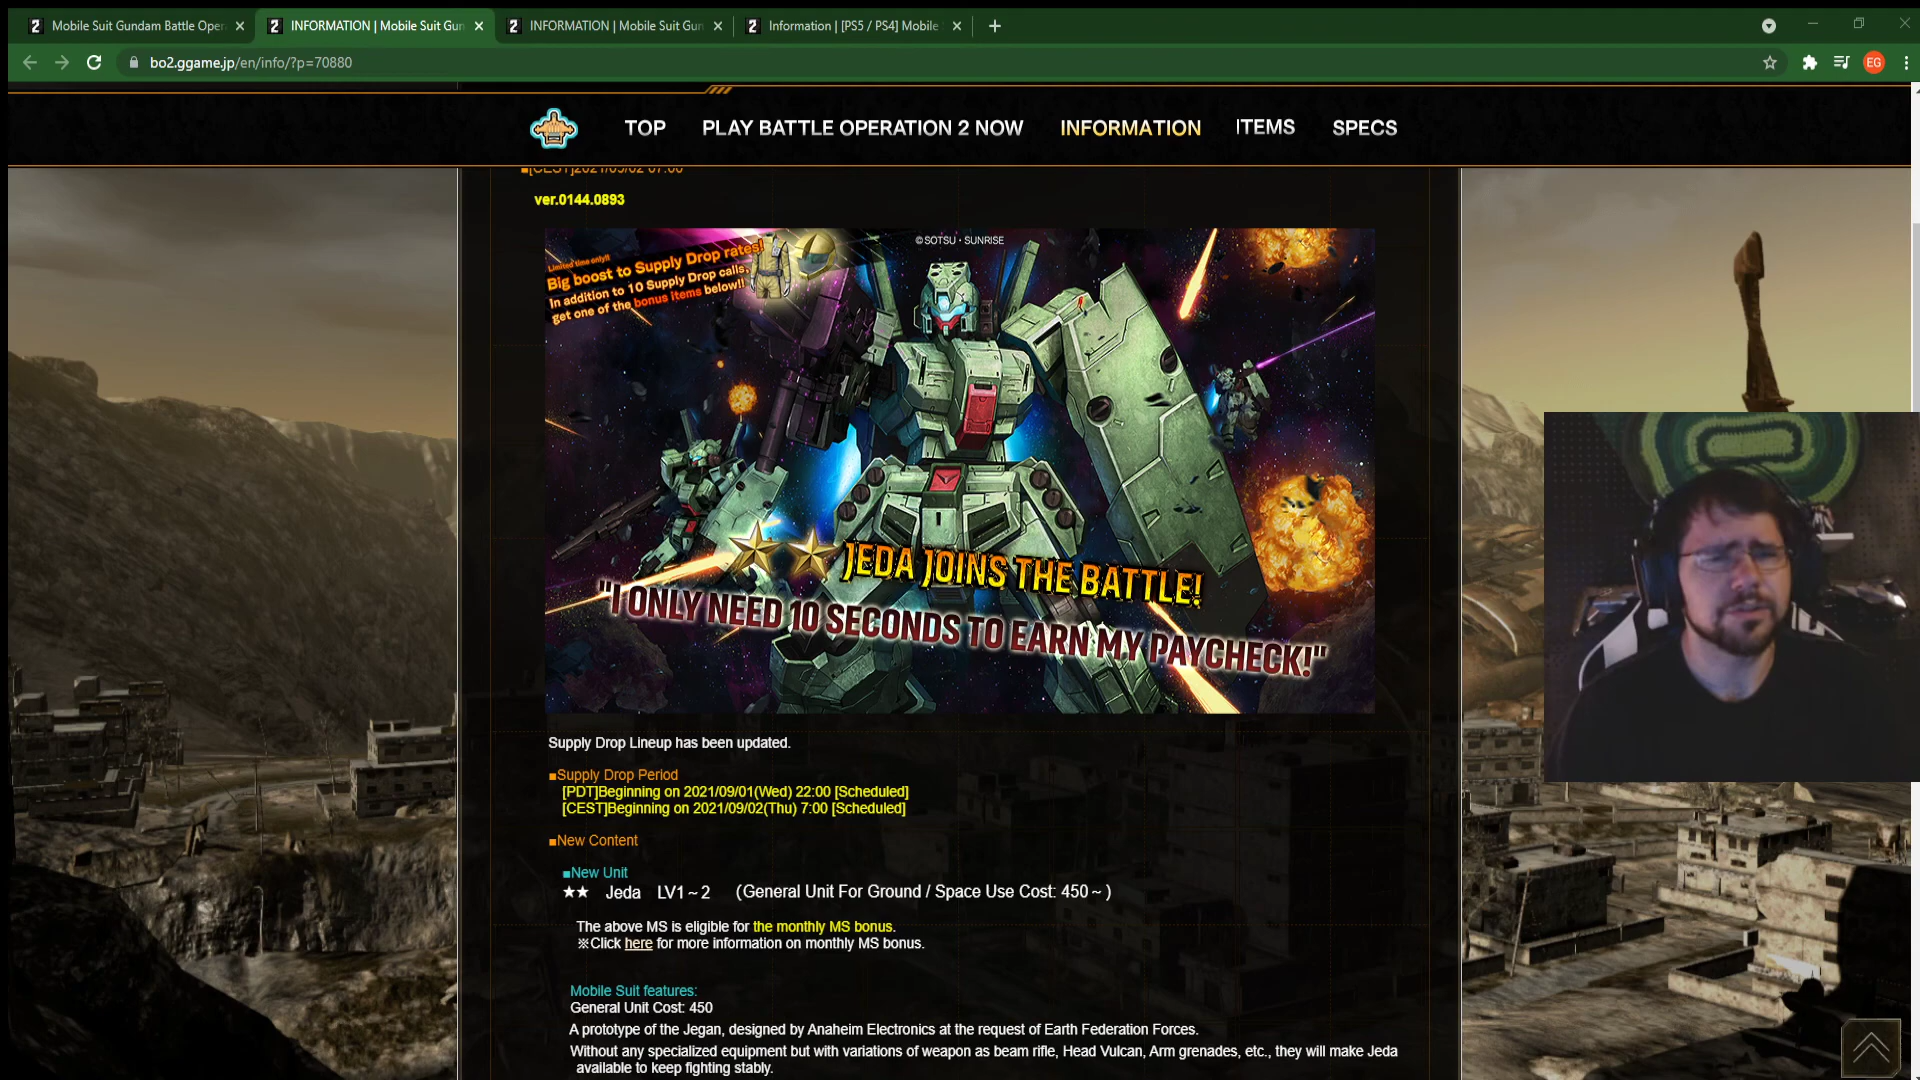 Mobile Suit Gundam Battle Oper
INFORMATION | Mobile Suit Gun
INFORMATION | Mobile Suit Gun
Information | [PS5 / PS4] Mobile
bo2.ggame.jp/en/info/?p=70880
EG
TOP
PLAY BATTLE OPERATION 2 NOW
INFORMATION
ITEMS
SPECS
■[CEST]2021/09/02 07:00
ver.0144.0893
©SOTSU・SUNRISE
Limited time only!!
Big boost to Supply Drop rates!
In addition to 10 Supply Drop calls,
get one of the bonus items below!!
JEDA JOINS THE BATTLE!
"I ONLY NEED 10 SECONDS TO EARN MY PAYCHECK!"
Supply Drop Lineup has been updated.
■Supply Drop Period
[PDT]Beginning on 2021/09/01(Wed) 22:00 [Scheduled]
[CEST]Beginning on 2021/09/02(Thu) 7:00 [Scheduled]
■New Content
■New Unit
★★ Jeda LV1～2 （General Unit For Ground / Space Use Cost: 450～）
The above MS is eligible for the monthly MS bonus.
※Click here for more information on monthly MS bonus.
Mobile Suit features:
General Unit Cost: 450
A prototype of the Jegan, designed by Anaheim Electronics at the request of Earth Federation Forces.
Without any specialized equipment but with variations of weapon as beam rifle, Head Vulcan, Arm grenades, etc., they will make Jeda
available to keep fighting stably.